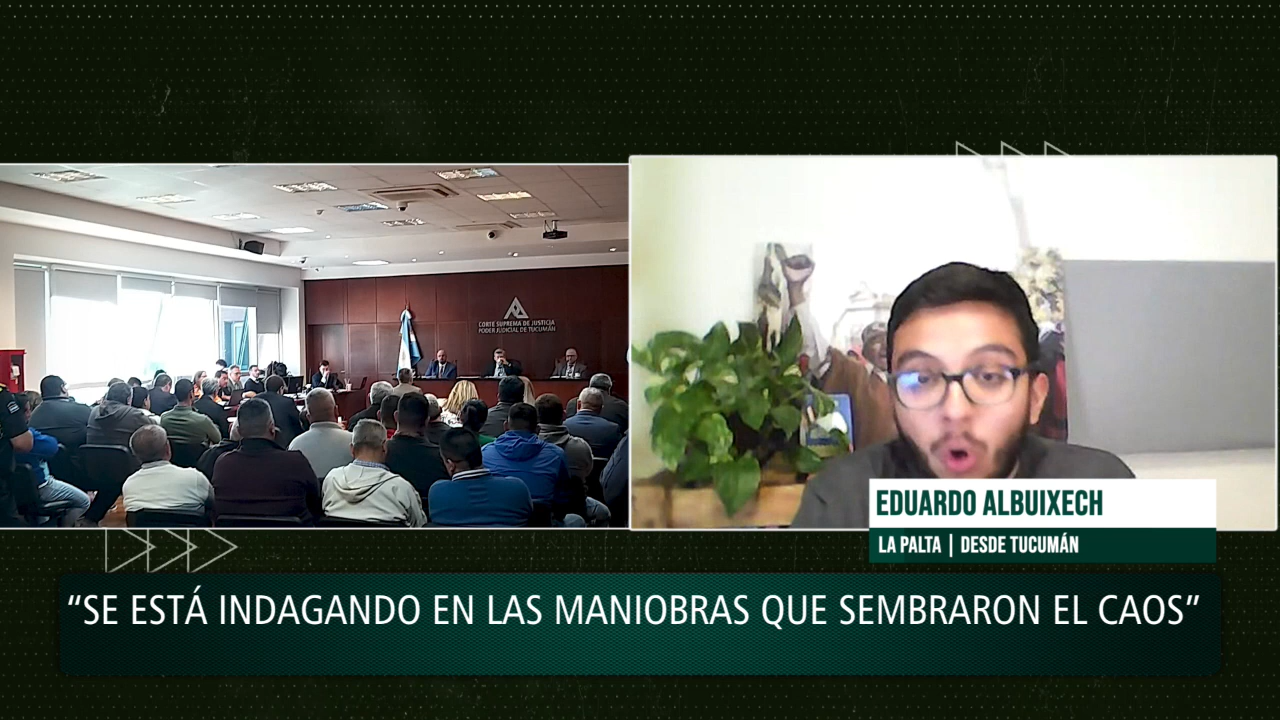 CORTE SUPREMA DE JUSTICIA
PODER JUDICIAL DE TUCUMÁN
EDUARDO ALBUIXECH
LA PALTA | DESDE TUCUMÁN
“SE ESTÁ INDAGANDO EN LAS MANIOBRAS QUE SEMBRARON EL CAOS”